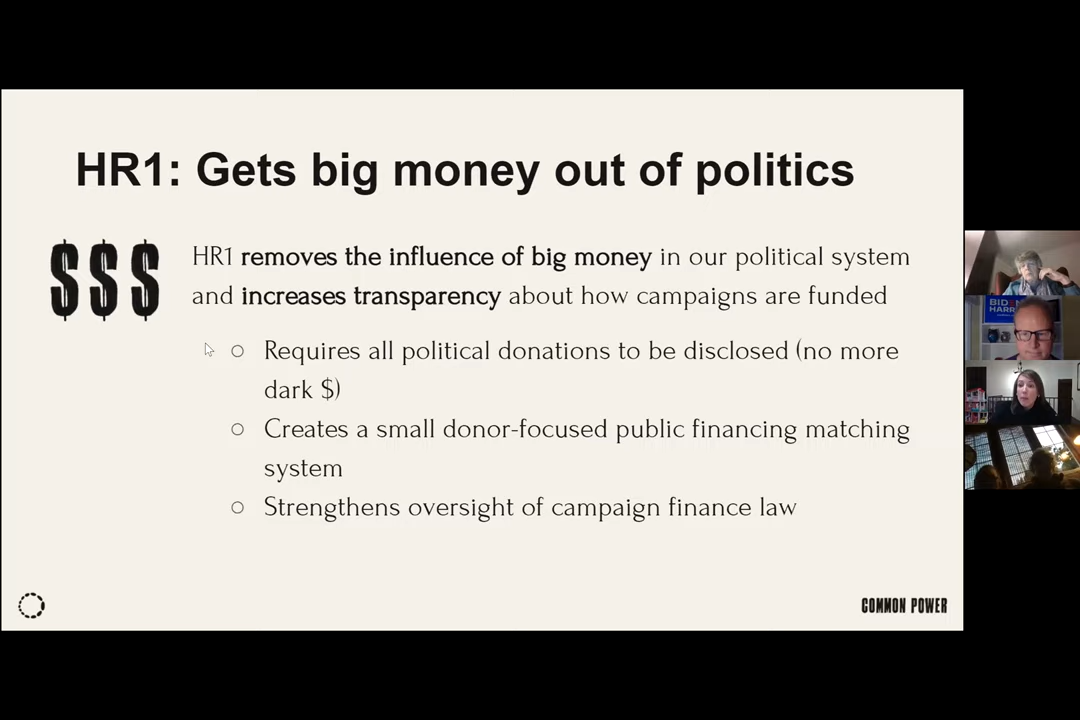 HR1: Gets big money out of politics
$$$
HR1 removes the influence of big money in our political system
and increases transparency about how campaigns are funded
○ Requires all political donations to be disclosed (no more
dark $)
○ Creates a small donor-focused public financing matching
system
○ Strengthens oversight of campaign finance law
COMMON POWER